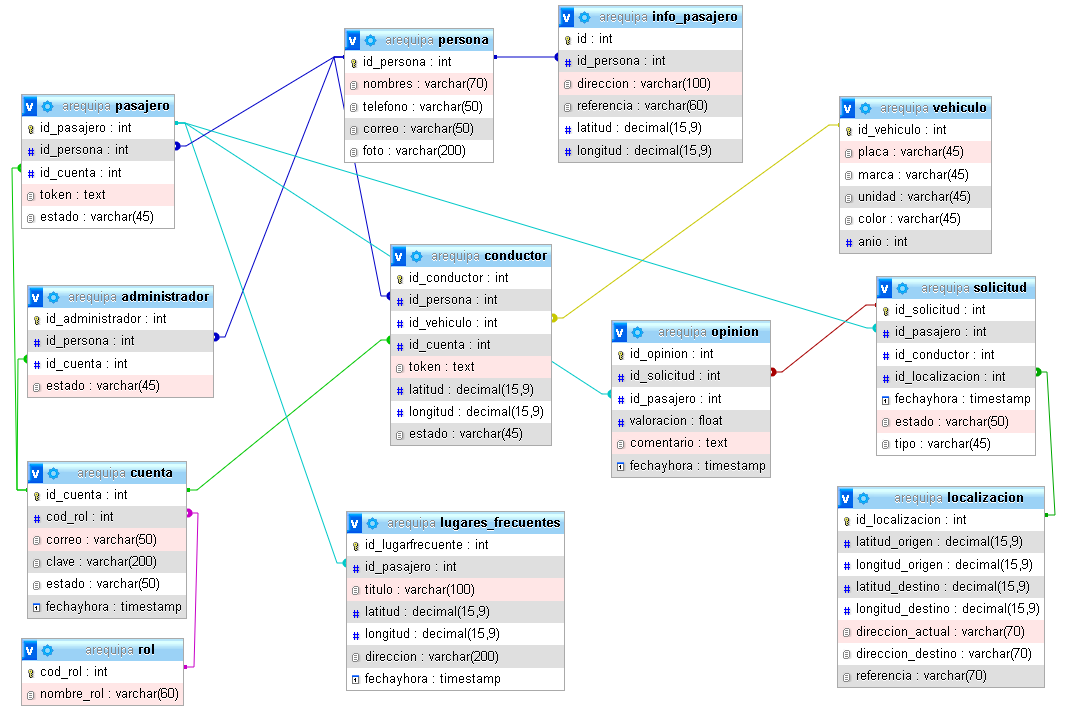 arequipa info_pasajero
id : int
id_persona : int
direccion : varchar(100)
referencia : varchar(60)
latitud : decimal(15,9)
longitud : decimal(15,9)
arequipa persona
id_persona : int
nombres : varchar(70)
telefono : varchar(50)
correo : varchar(50)
foto : varchar(200)
arequipa pasajero
id_pasajero : int
id_persona : int
id_cuenta : int
token : text
estado : varchar(45)
arequipa vehiculo
id_vehiculo : int
placa : varchar(45)
marca : varchar(45)
unidad : varchar(45)
color : varchar(45)
anio : int
arequipa conductor
id_conductor : int
id_persona : int
id_vehiculo : int
id_cuenta : int
token : text
latitud : decimal(15,9)
longitud : decimal(15,9)
estado : varchar(45)
arequipa solicitud
id_solicitud : int
id_pasajero : int
id_conductor : int
id_localizacion : int
fechayhora : timestamp
estado : varchar(50)
tipo : varchar(45)
arequipa administrador
id_administrador : int
id_persona : int
id_cuenta : int
estado : varchar(45)
arequipa opinion
id_opinion : int
id_solicitud : int
id_pasajero : int
valoracion : float
comentario : text
fechayhora : timestamp
arequipa cuenta
id_cuenta : int
cod_rol : int
correo : varchar(50)
clave : varchar(200)
estado : varchar(50)
fechayhora : timestamp
arequipa localizacion
id_localizacion : int
latitud_origen : decimal(15,9)
longitud_origen : decimal(15,9)
latitud_destino : decimal(15,9)
longitud_destino : decimal(15,9)
direccion_actual : varchar(70)
direccion_destino : varchar(70)
referencia : varchar(70)
arequipa lugares_frecuentes
id_lugarfrecuente : int
id_pasajero : int
titulo : varchar(100)
latitud : decimal(15,9)
longitud : decimal(15,9)
direccion : varchar(200)
fechayhora : timestamp
arequipa rol
cod_rol : int
nombre_rol : varchar(60)